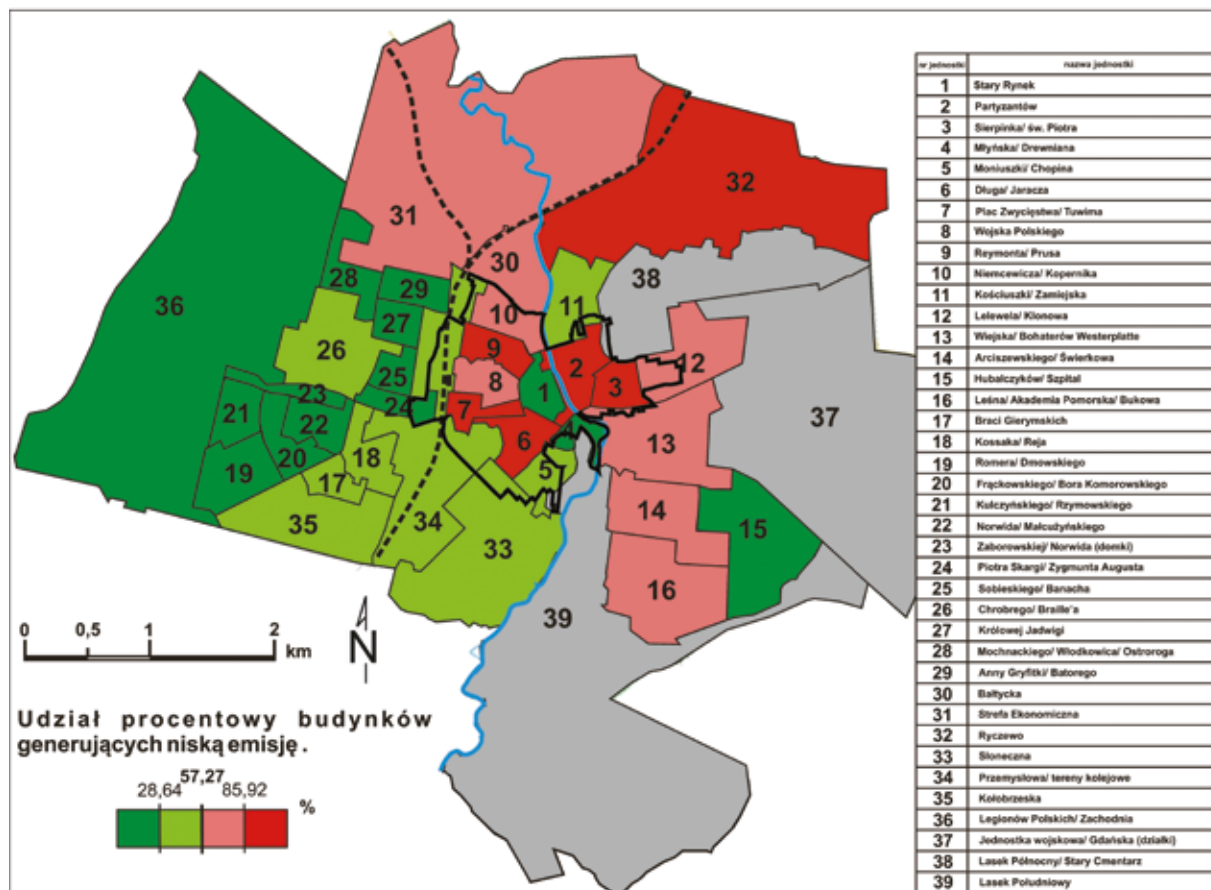 31
32
30
38
28
29
11
36
27
10
26
9
12
25
2
8
3
1
23
24
7
37
21
22
6
13
4
18
20
5
19
17
14
15
35
34
33
16
39
0 0,5 1 2
km
N
Udział procentowy budynków
generujących niską emisję .
57,27
28,64 85,92
%
nr jednostki nazwa jednostki
1 Stary Rynek
2 Partyzantów
3 Sierpinka/ św. Piotra
4 Młyńska/ Drewniana
5 Moniuszki/ Chopina
6 Długa/ Jaracza
7 Plac Zwycięstwa/ Tuwima
8 Wojska Polskiego
9 Reymonta/ Prusa
10 Niemcewicza/ Kopernika
11 Kościuszki/ Zamiejska
12 Lelewela/ Klonowa
13 Wiejska/ Bohaterów Westerplatte
14 Arciszewskiego/ Świerkowa
15 Hubalczyków/ Szpital
16 Leśna/ Akademia Pomorska/ Bukowa
17 Braci Gierymskich
18 Kossaka/ Reja
19 Romera/ Dmowskiego
20 Frąckowskiego/ Bora Komorowskiego
21 Kulczyńskiego/ Rzymowskiego
22 Norwida/ Małcużyńskiego
23 Zaborowskiej/ Norwida (domki)
24 Piotra Skargi/ Zygmunta Augusta
25 Sobieskiego/ Banacha
26 Chrobrego/ Braille'a
27 Królowej Jadwigi
28 Mochnackiego/ Włodkowica/ Ostroroga
29 Anny Gryfitki/ Batorego
30 Bałtycka
31 Strefa Ekonomiczna
32 Ryczewo
33 Słoneczna
34 Przemysłowa/ tereny kolejowe
35 Kołobrzeska
36 Legionów Polskich/ Zachodnia
37 Jednostka wojskowa/ Gdańska (działki)
38 Lasek Północny/ Stary Cmentarz
39 Lasek Południowy